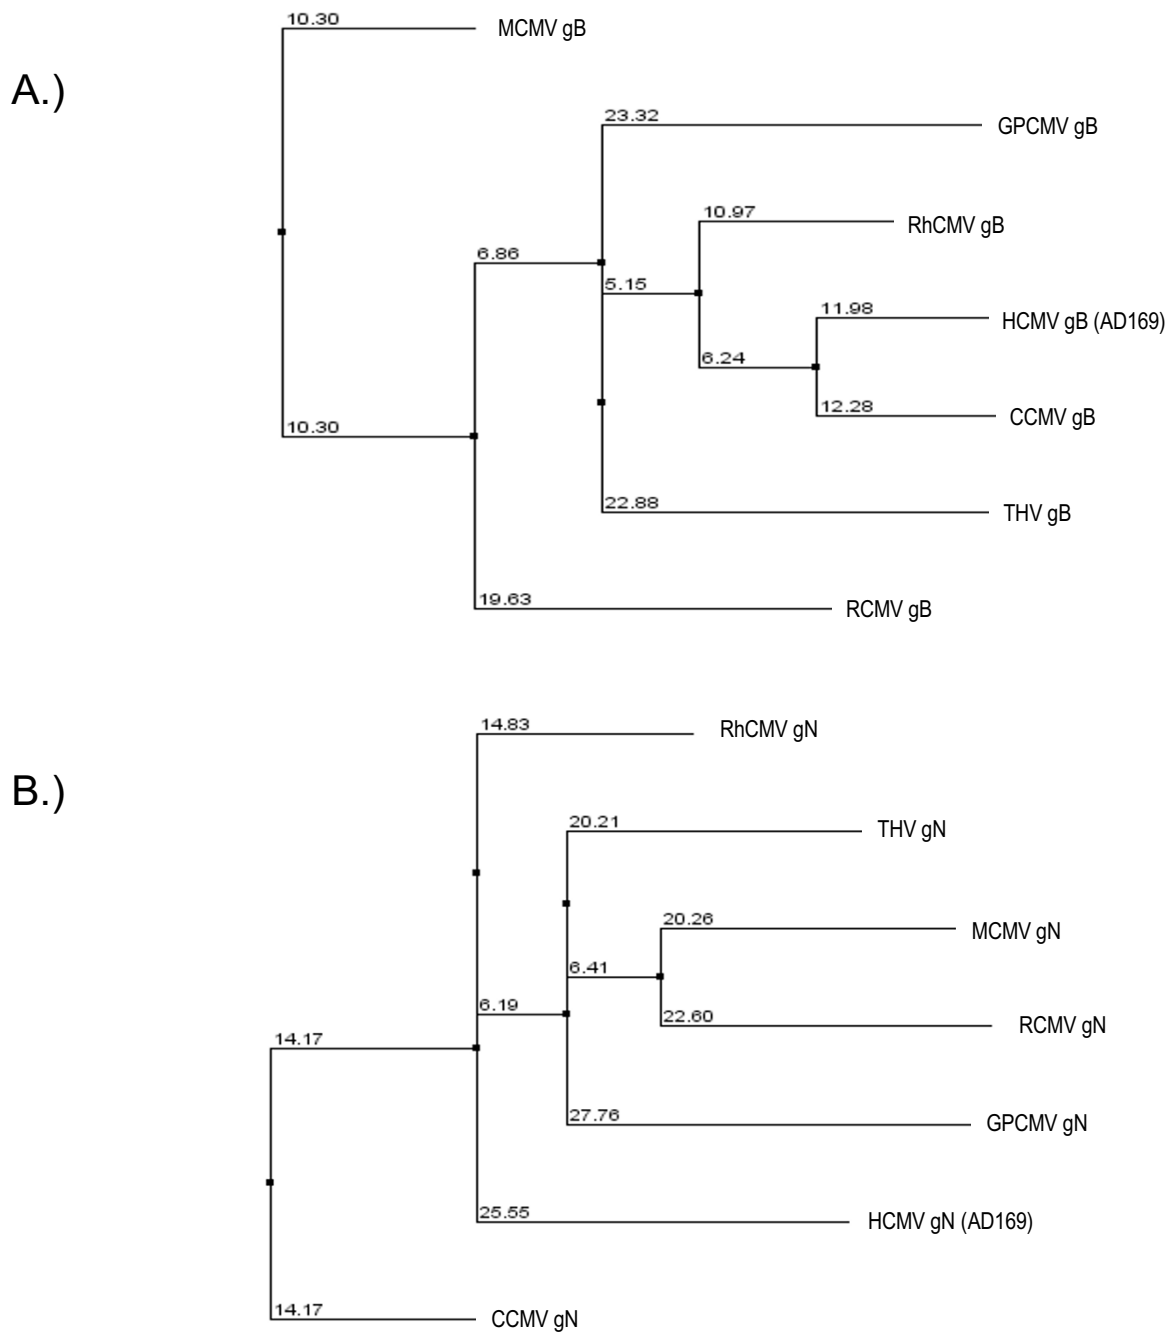 10.30
MCMV gB
A.)
23.32
GPCMV gB
10.97
RhCMV gB
6.86
5.15
11.98
HCMV gB (AD169)
6.24
12.28
CCMV gB
10.30
22.88
THV gB
19.63
RCMV gB
14.83
RhCMV gN
B.)
20.21
THV gN
20.26
MCMV gN
6.41
6.19
22.60
RCMV gN
14.17
27.76
GPCMV gN
25.55
HCMV gN (AD169)
14.17
CCMV gN